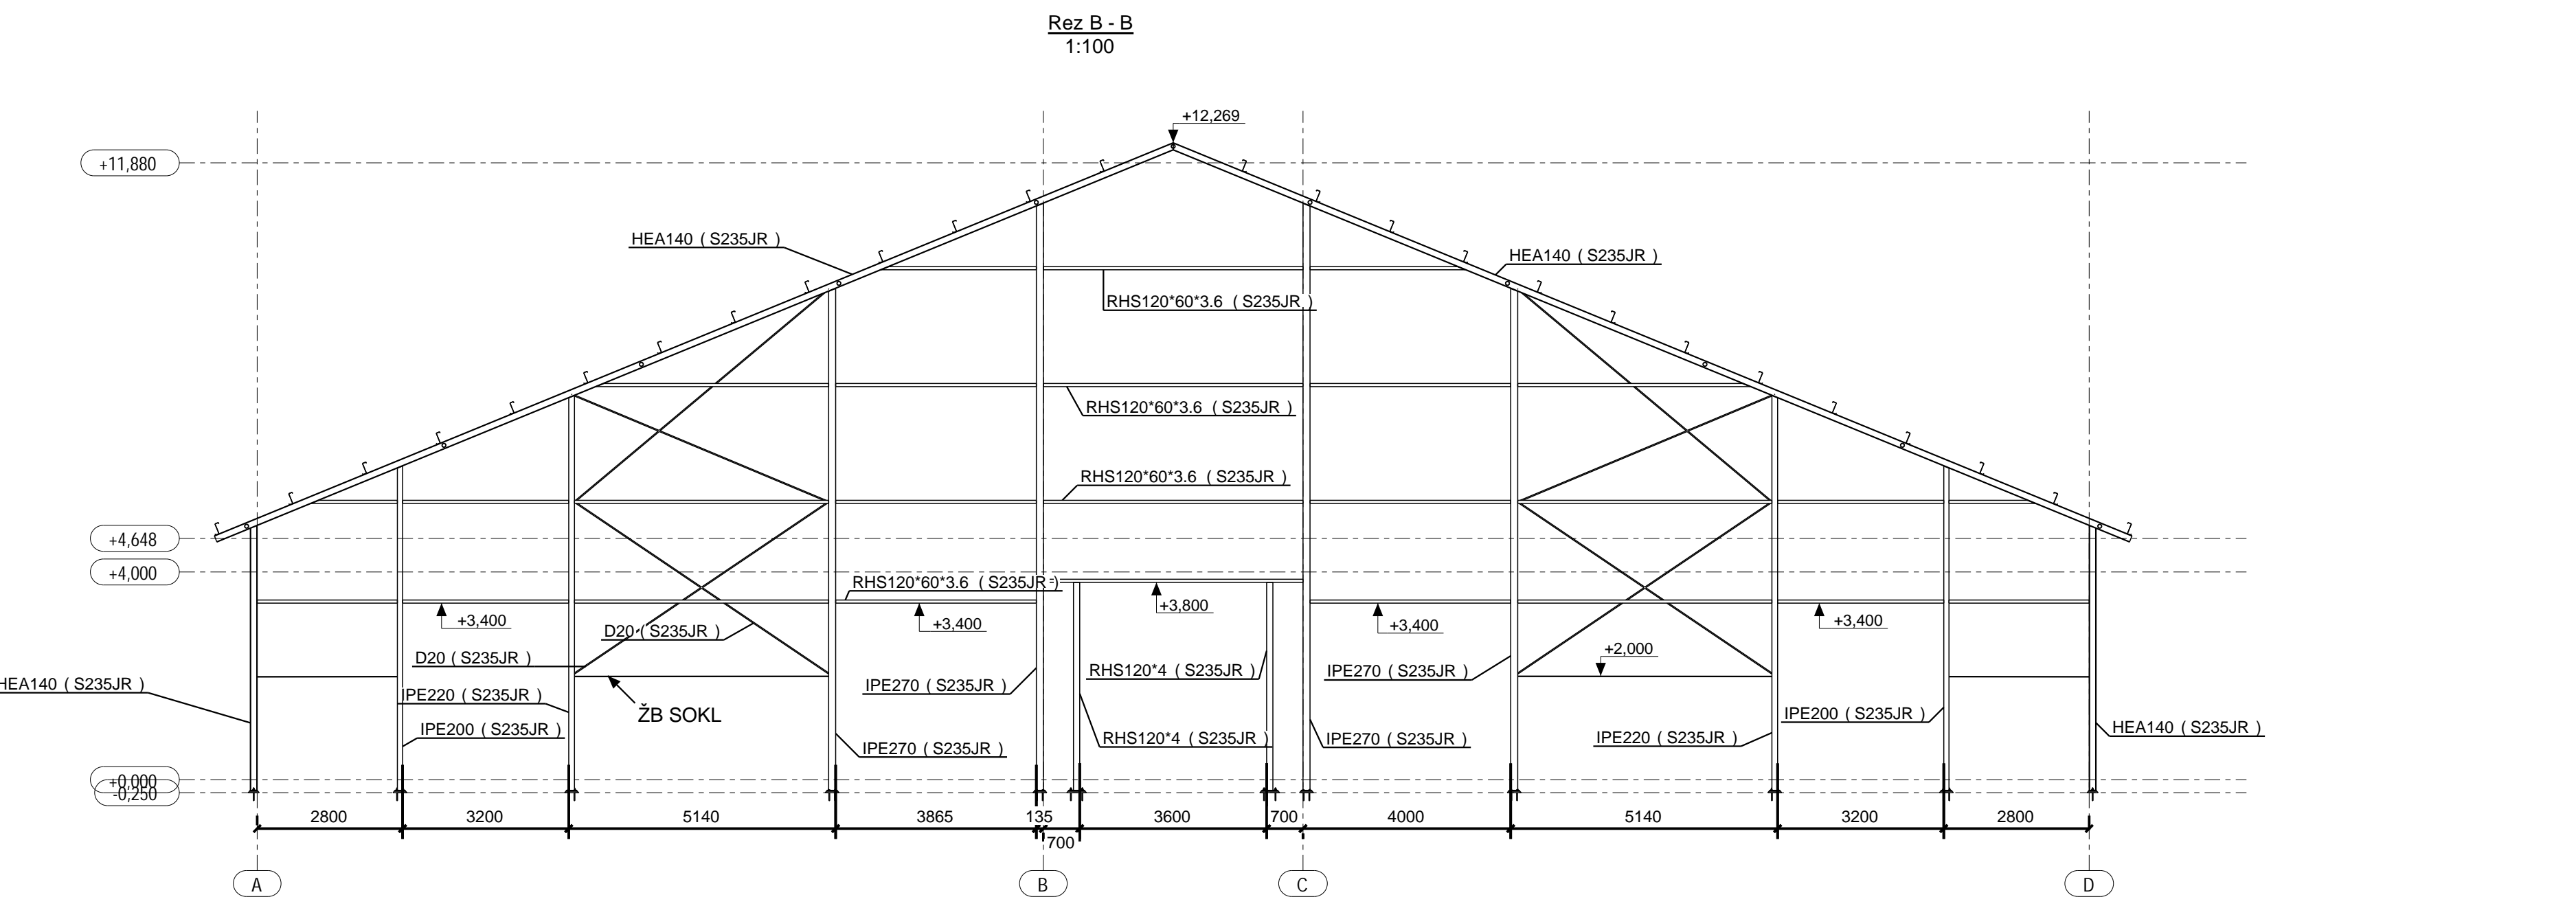 Rez B - B
1:100
+12,269
+11,880
HEA140 ( S235JR )
HEA140 ( S235JR )
RHS120*60*3.6 ( S235JR )
RHS120*60*3.6 ( S235JR )
RHS120*60*3.6 ( S235JR )
+4,648
+4,000
RHS120*60*3.6 ( S235JR )
+3,800
+3,400
+3,400
+3,400
+3,400
D20 ( S235JR )
+2,000
D20 ( S235JR )
RHS120*4 ( S235JR )
IPE270 ( S235JR )
HEA140 ( S235JR )
IPE270 ( S235JR )
IPE220 ( S235JR )
ŽB SOKL
IPE200 ( S235JR )
IPE200 ( S235JR )
HEA140 ( S235JR )
RHS120*4 ( S235JR )
IPE270 ( S235JR )
IPE220 ( S235JR )
IPE270 ( S235JR )
+0,000
-0,250
2800 3200 5140 3865 135 3600 700 4000 5140 3200 2800
700
A B C D